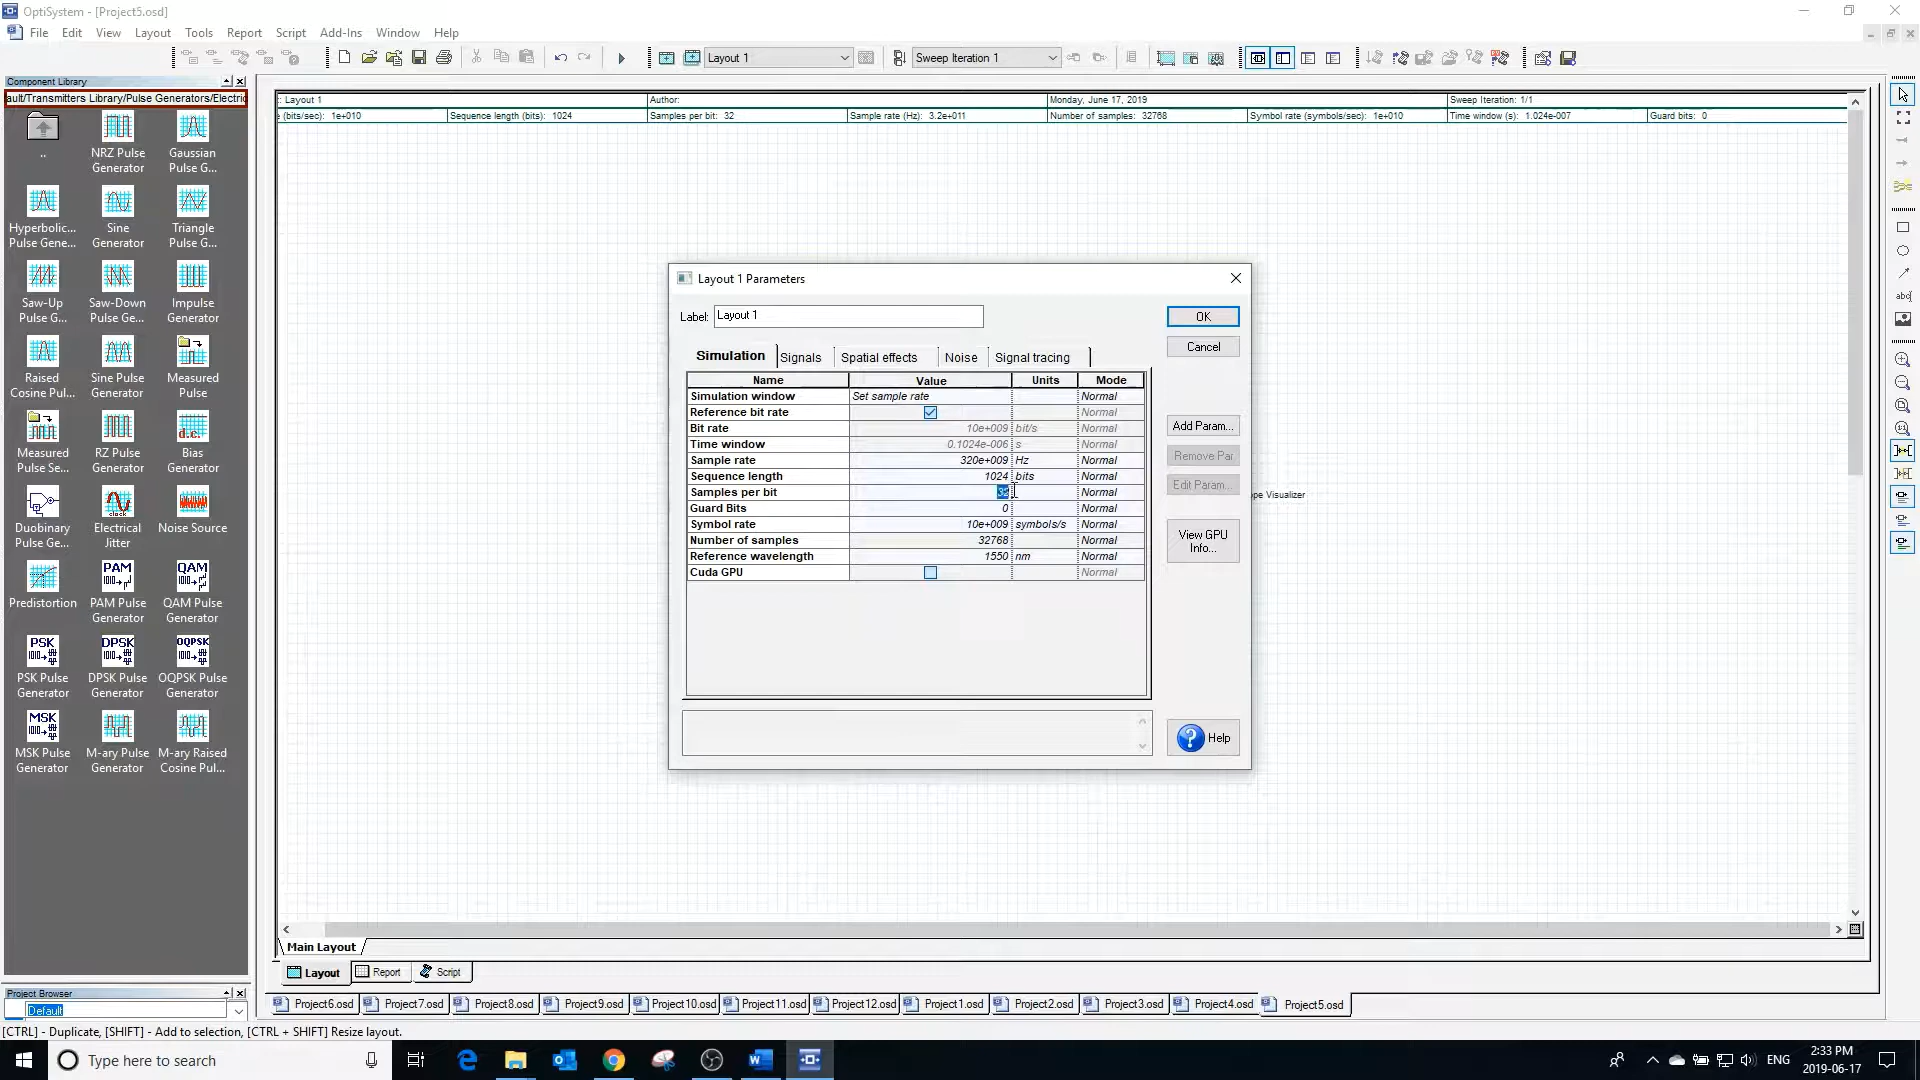 OptiSystem - [Project5.osd]
File Edit View Layout Tools Report Script Add-Ins Window Help
Layout 1
Sweep Iteration 1
Component Library
ault/Transmitters Library/Pulse Generators/Electric
..
NRZ Pulse Generator
Gaussian Pulse G...
Hyperbolic... Pulse Gene...
Sine Generator
Triangle Pulse G...
Saw-Up Pulse G...
Saw-Down Pulse Ge...
Impulse Generator
Raised Cosine Pul...
Sine Pulse Generator
Measured Pulse
Measured Pulse Se...
RZ Pulse Generator
d.c.
Bias Generator
Duobinary Pulse Ge...
clock
Electrical Jitter
Noise Source
Predistortion
PAM
PAM Pulse Generator
QAM
QAM Pulse Generator
PSK
PSK Pulse Generator
DPSK
DPSK Pulse Generator
OQPSK
OQPSK Pulse Generator
MSK
MSK Pulse Generator
M-ary Pulse Generator
M-ary Raised Cosine Pul...
Project Browser
Default
: Layout 1 Author: Monday, June 17, 2019 Sweep Iteration: 1/1
(bits/sec): 1e+010 Sequence length (bits): 1024 Samples per bit: 32 Sample rate (Hz): 3.2e+011 Number of samples: 32768 Symbol rate (symbols/sec): 1e+010 Time window (s): 1.024e-007 Guard bits: 0
ope Visualizer
Layout 1 Parameters
Label: Layout 1
OK
Cancel
Simulation Signals Spatial effects Noise Signal tracing
Name Value Units Mode
Simulation window Set sample rate Normal
Reference bit rate Normal
Bit rate 10e+009 bit/s Normal
Time window 0.1024e-006 s Normal
Sample rate 320e+009 Hz Normal
Sequence length 1024 bits Normal
Samples per bit 32 Normal
Guard Bits 0 Normal
Symbol rate 10e+009 symbols/s Normal
Number of samples 32768 Normal
Reference wavelength 1550 nm Normal
Cuda GPU Normal
Add Param...
Remove Par
Edit Param...
View GPU Info...
Help
Main Layout
Layout Report Script
Project6.osd Project7.osd Project8.osd Project9.osd Project10.osd Project11.osd Project12.osd Project1.osd Project2.osd Project3.osd Project4.osd Project5.osd
[CTRL] - Duplicate, [SHIFT] - Add to selection, [CTRL + SHIFT] Resize layout.
Type here to search
ENG
2:33 PM
2019-06-17